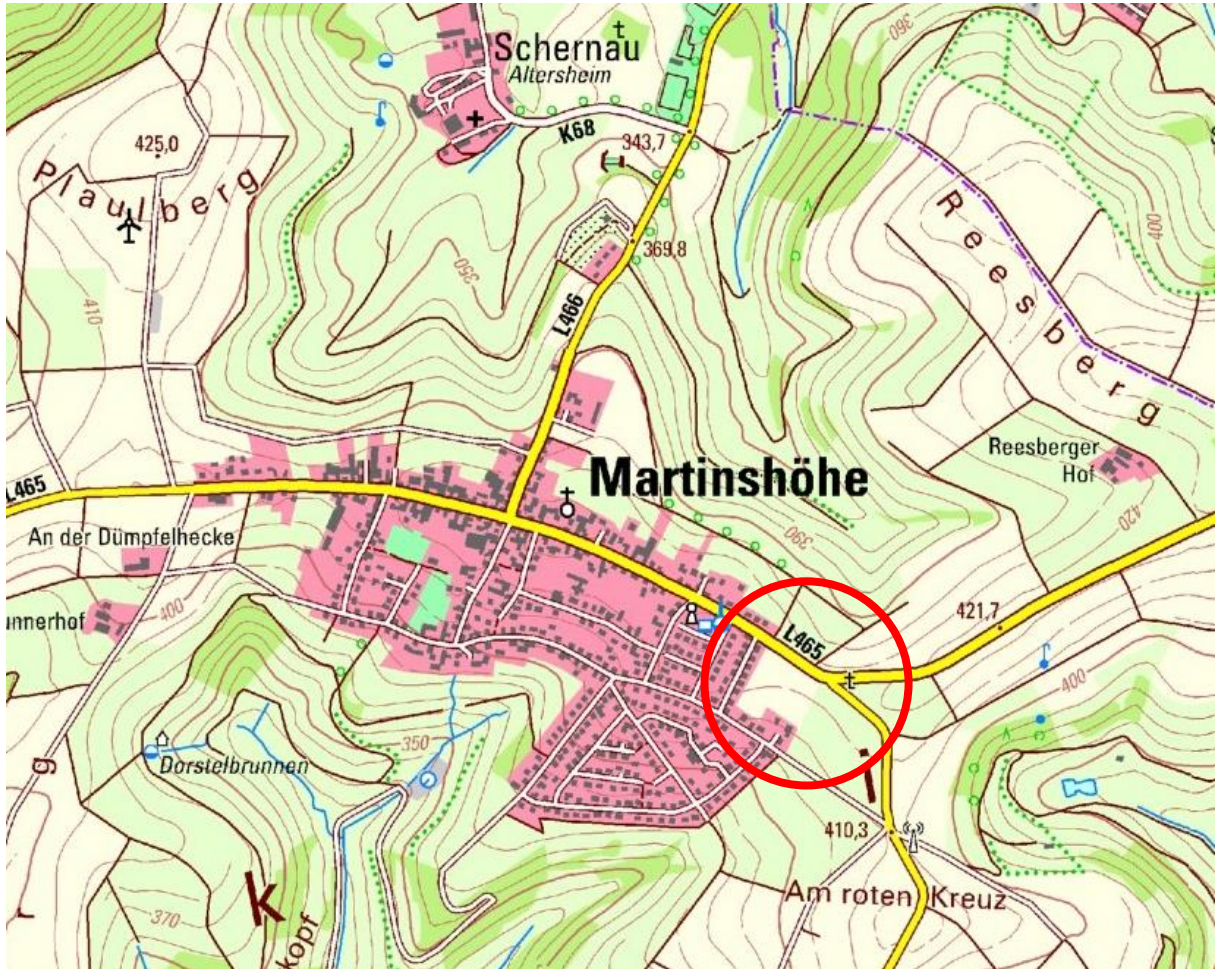 Schernau
Altersheim
K68
343,7
425,0
Plaulberg
400
360
Reesberg
369,8
350
410
L466
Reesberger
Hof
Martinshöhe
L465
An der Dümpfelhecke
390
420
421,7
L465
400
nnerhof
400
350
Dorstelbrunnen
410,3
Am roten Kreuz
370
K
kopf
g
r